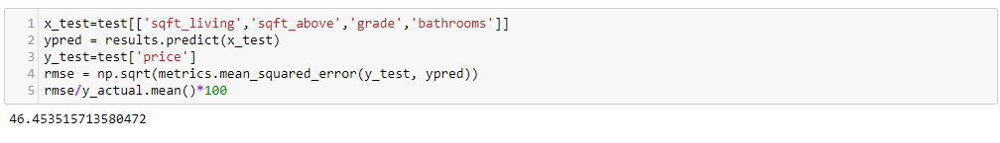 1 x_test=test[['sqft_living','sqft_above','grade','bathrooms']]
2 ypred = results.predict(x_test)
3 y_test=test['price']
4 rmse = np.sqrt(metrics.mean_squared_error(y_test, ypred))
5 rmse/y_actual.mean()*100
46.453515713580472